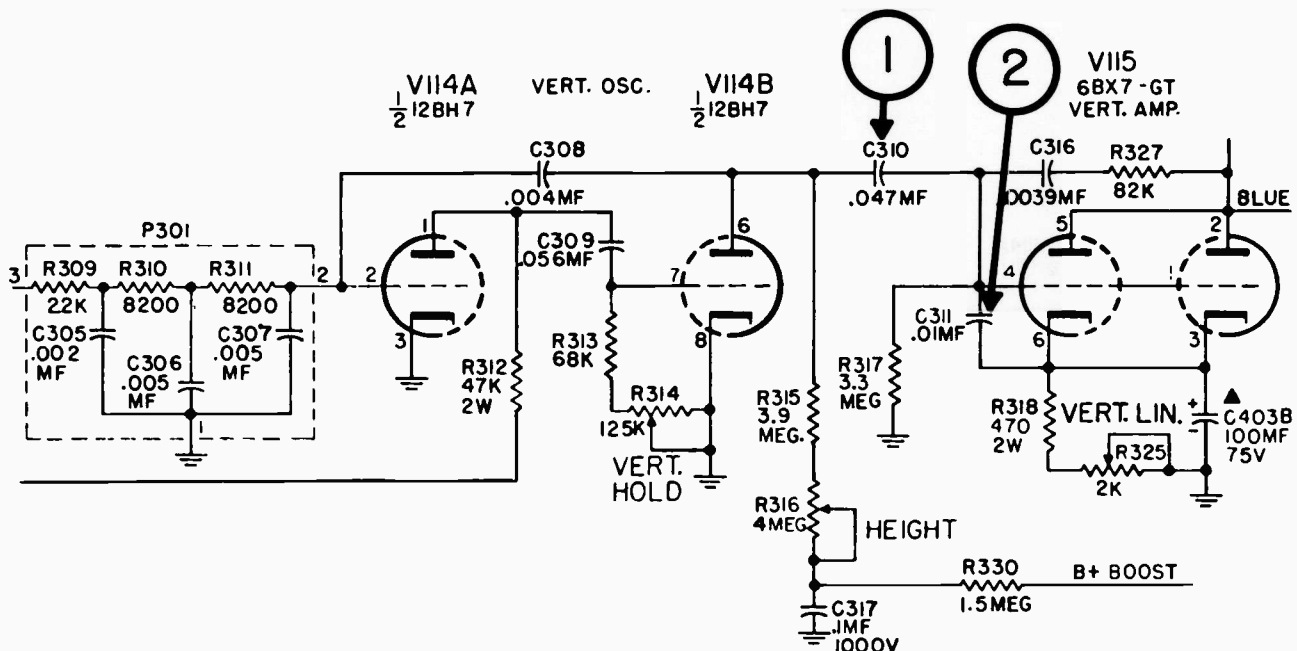 1
2
V114A
1/2 12BH7
VERT. OSC.
V114B
1/2 12BH7
V115
6BX7-GT
VERT. AMP.
C308
.004MF
C310
.047MF
C316
.0039MF
R327
82K
BLUE
P301
3
R309
22K
R310
8200
R311
8200
2
2
1
3
C305
.002
MF
C306
.005
MF
C307
.005
MF
1
C309
.056MF
R312
47K
2W
R313
68K
R314
125K
VERT.
HOLD
6
7
8
R315
3.9
MEG.
R316
4MEG
HEIGHT
R317
3.3
MEG
C311
.01MF
5
4
6
2
1
3
R318
470
2W
VERT. LIN.
R325
2K
+
-
C403B
100MF
75V
R330
1.5MEG
B+ BOOST
C317
.1MF
1000V